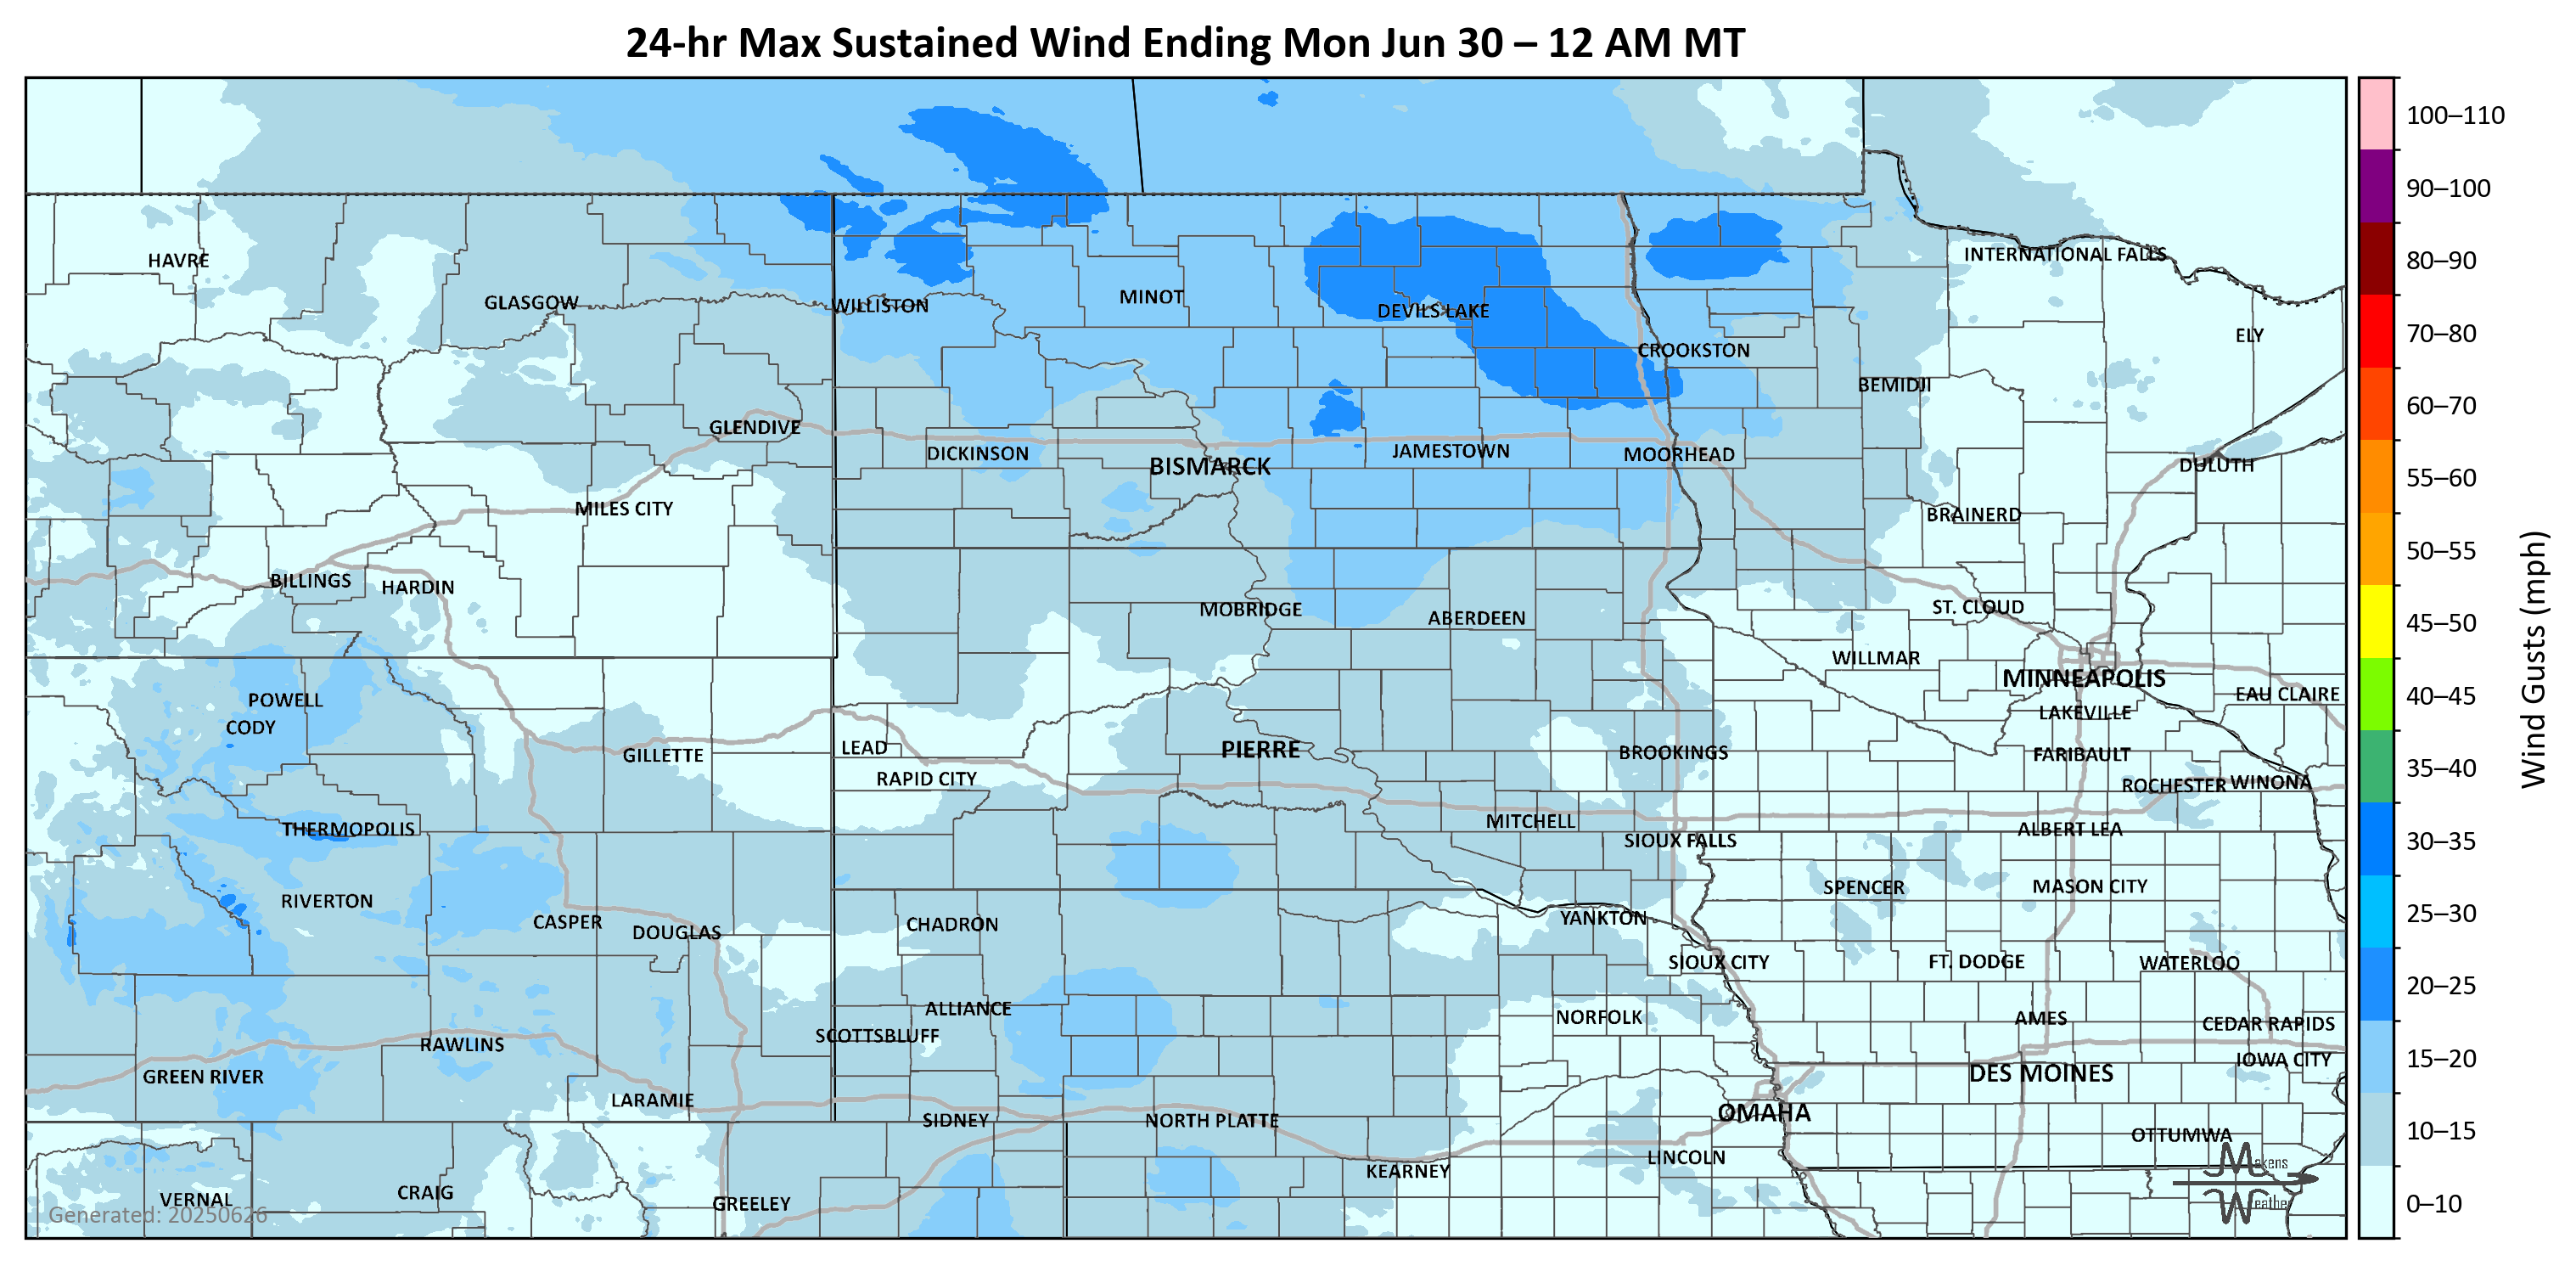 24-hr Max Sustained Wind Ending Mon Jun 30 – 12 AM MT
100–110
90–100
80–90
70–80
60–70
55–60
50–55
45–50
40–45
35–40
30–35
25–30
20–25
15–20
10–15
0–10
Wind Gusts (mph)
HAVRE
INTERNATIONAL FALLS
GLASGOW
WILLISTON
MINOT
DEVILS LAKE
ELY
CROOKSTON
BEMIDJI
GLENDIVE
DICKINSON
BISMARCK
JAMESTOWN
MOORHEAD
DULUTH
MILES CITY
BRAINERD
BILLINGS
HARDIN
MOBRIDGE
ABERDEEN
ST. CLOUD
WILLMAR
MINNEAPOLIS
POWELL
EAU CLAIRE
CODY
LAKEVILLE
GILLETTE
LEAD
PIERRE
BROOKINGS
FARIBAULT
RAPID CITY
ROCHESTER
WINONA
THERMOPOLIS
MITCHELL
ALBERT LEA
SIOUX FALLS
RIVERTON
SPENCER
MASON CITY
CASPER
DOUGLAS
CHADRON
YANKTON
SIOUX CITY
FT. DODGE
WATERLOO
ALLIANCE
NORFOLK
AMES
CEDAR RAPIDS
SCOTTSBLUFF
RAWLINS
IOWA CITY
GREEN RIVER
DES MOINES
LARAMIE
SIDNEY
NORTH PLATTE
OMAHA
OTTUMWA
LINCOLN
KEARNEY
VERNAL
CRAIG
GREELEY
Generated: 20250626
Makens
Weather